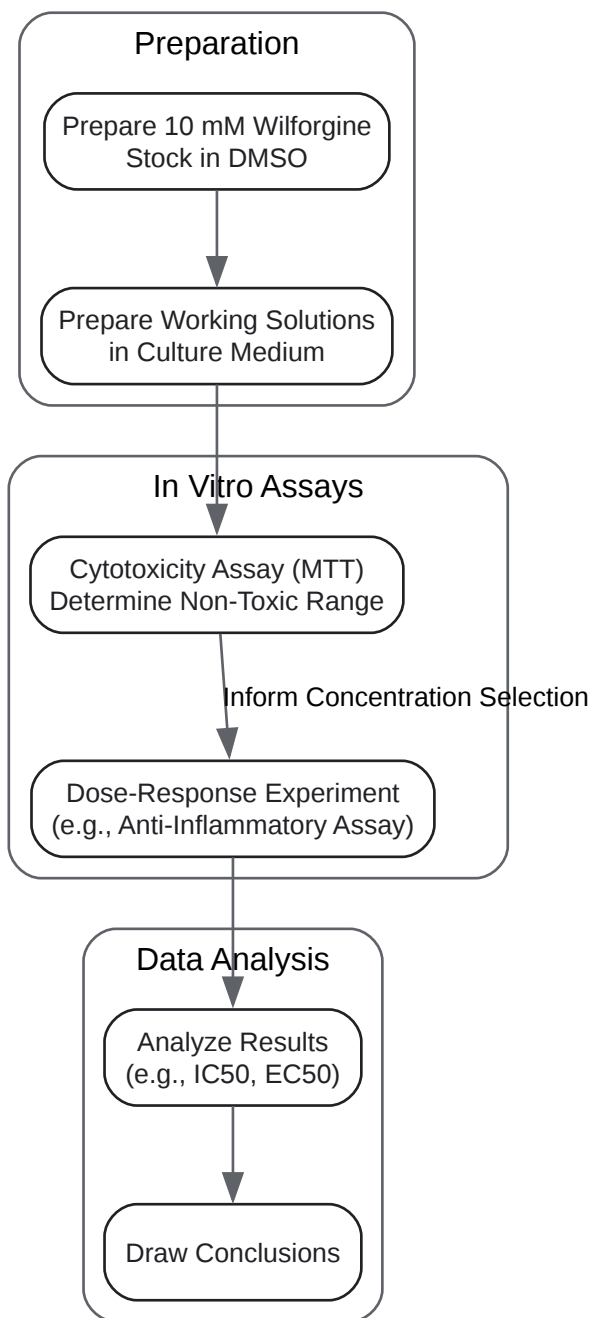 Preparation
Prepare 10 mM Wilforgine
Stock in DMSO
Prepare Working Solutions
in Culture Medium
In Vitro Assays
Cytotoxicity Assay (MTT)
Determine Non-Toxic Range
Inform Concentration Selection
Dose-Response Experiment
(e.g., Anti-Inflammatory Assay)
Data Analysis
Analyze Results
(e.g., IC50, EC50)
Draw Conclusions